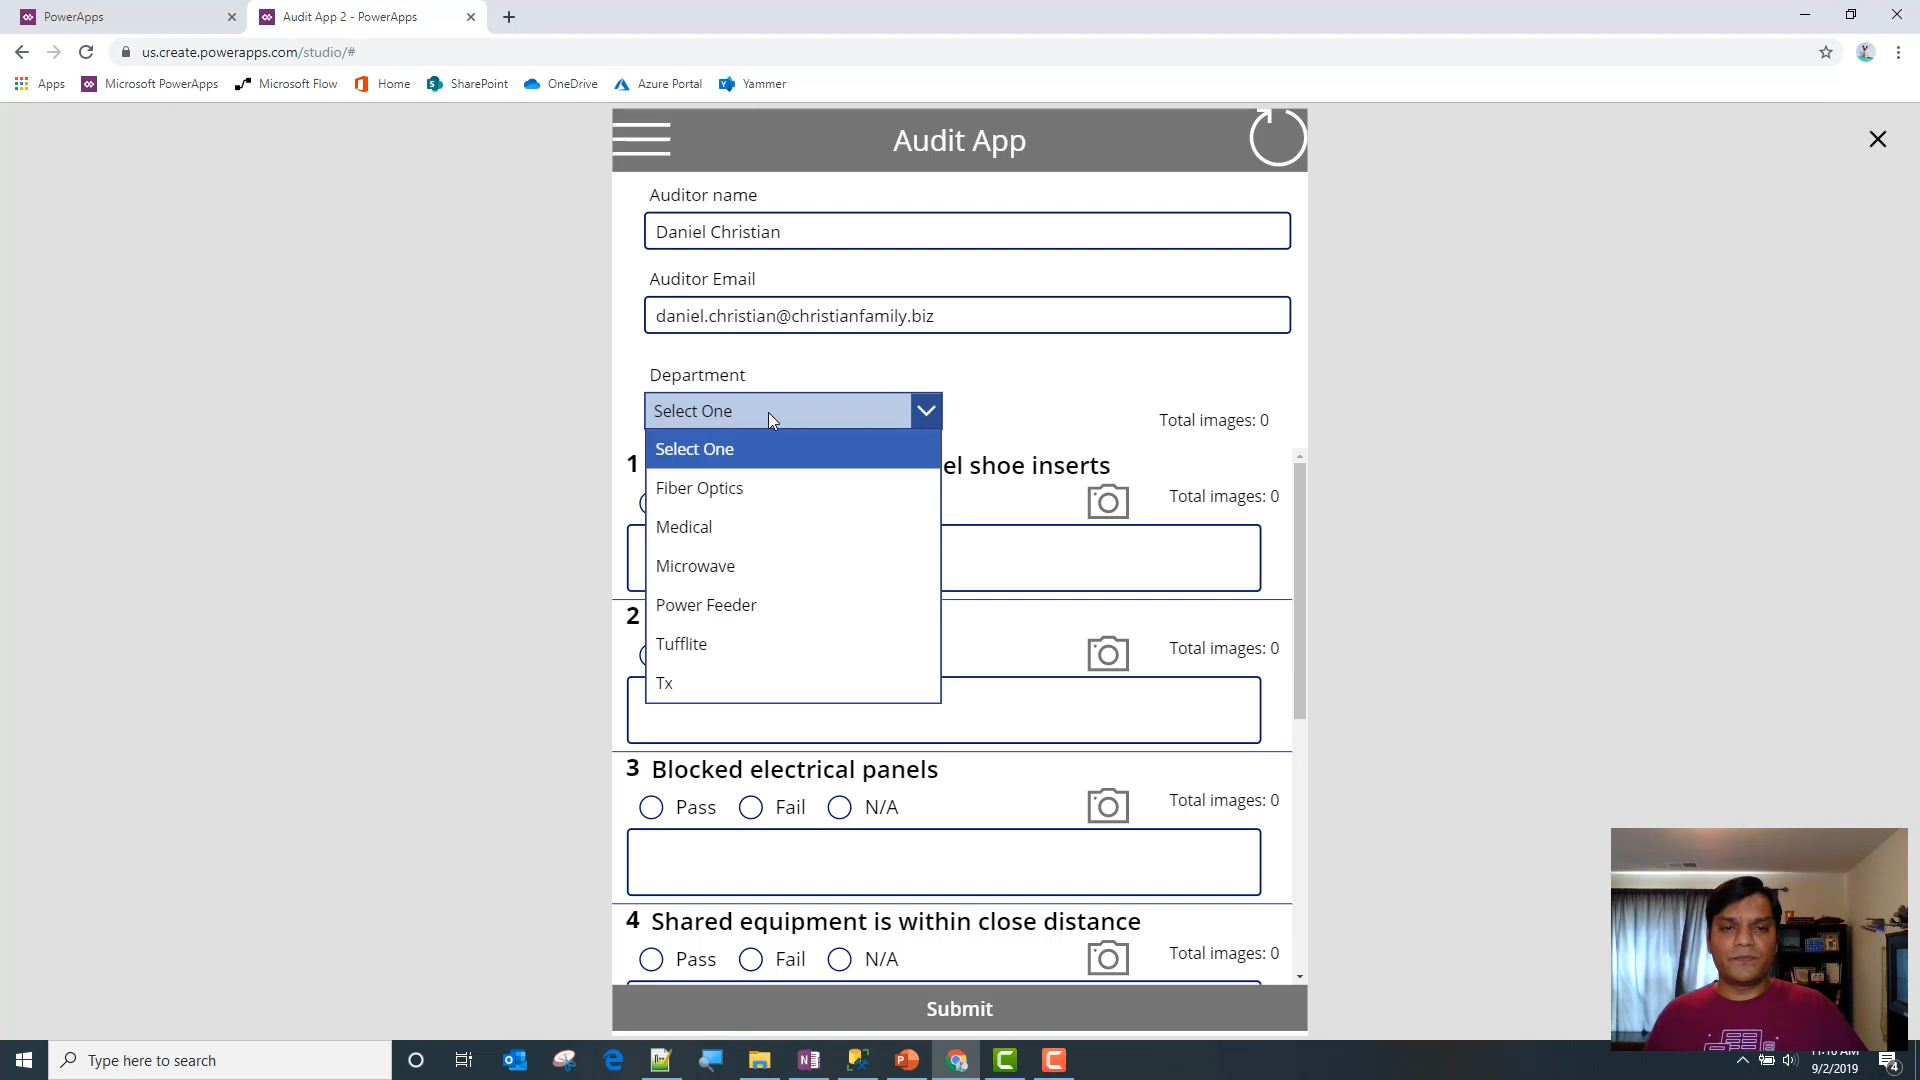 PowerApps
Audit App 2 - PowerApps
us.create.powerapps.com/studio/#
Apps
Microsoft PowerApps
Microsoft Flow
Home
SharePoint
OneDrive
Azure Portal
Yammer
Audit App
Auditor name
Daniel Christian
Auditor Email
daniel.christian@christianfamily.biz
Department
Select One
Total images: 0
Select One
Fiber Optics
Medical
Microwave
Power Feeder
Tufflite
Tx
1 el shoe inserts
Total images: 0
2
Total images: 0
3 Blocked electrical panels
Pass Fail N/A
Total images: 0
4 Shared equipment is within close distance
Pass Fail N/A
Total images: 0
Submit
Type here to search
9/2/2019
4